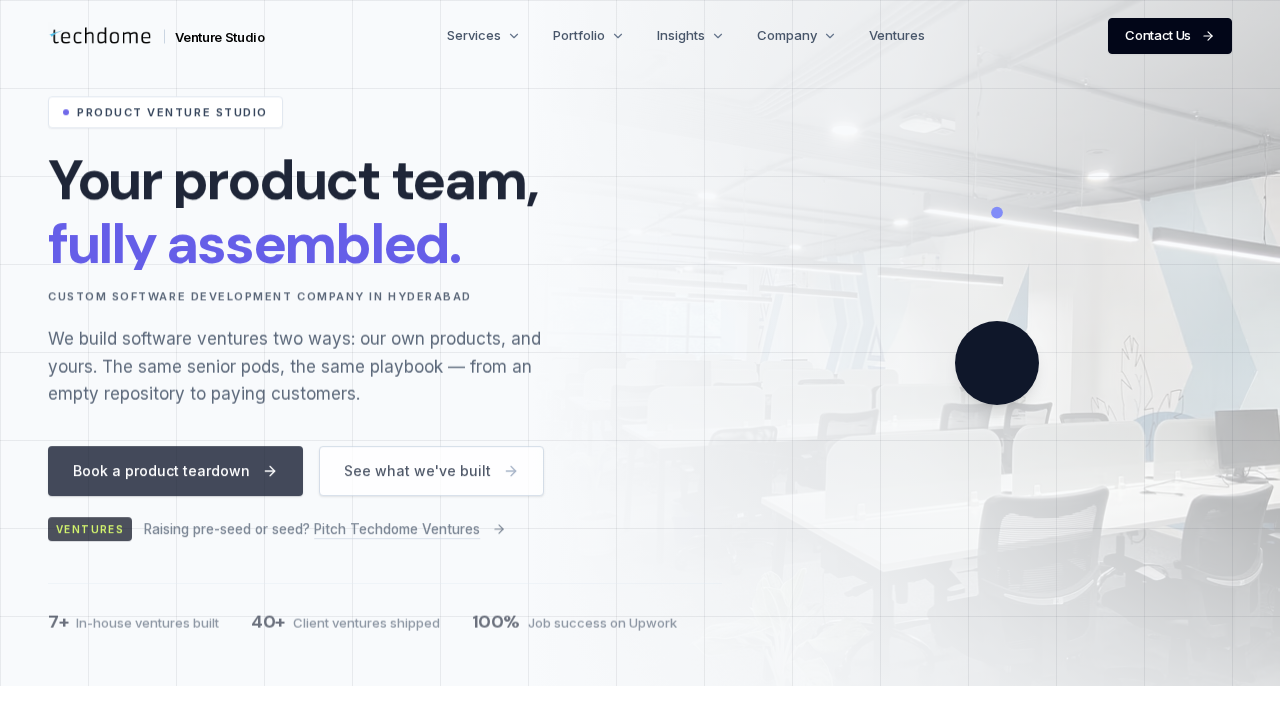 techdome Venture Studio Services Portfolio Insights Company Ventures Contact Us
PRODUCT VENTURE STUDIO
Your product team,
fully assembled.
CUSTOM SOFTWARE DEVELOPMENT COMPANY IN HYDERABAD
We build software ventures two ways: our own products, and
yours. The same senior pods, the same playbook — from an
empty repository to paying customers.
Book a product teardown See what we've built
VENTURES Raising pre-seed or seed? Pitch Techdome Ventures
7+ In-house ventures built 40+ Client ventures shipped 100% Job success on Upwork